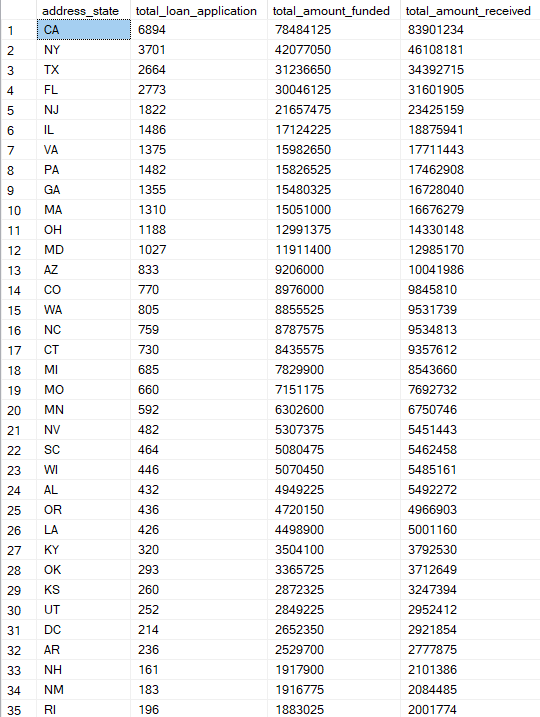 address_state total_loan_application total_amount_funded total_amount_received
1 CA 6894 78484125 83901234
2 NY 3701 42077050 46108181
3 TX 2664 31236650 34392715
4 FL 2773 30046125 31601905
5 NJ 1822 21657475 23425159
6 IL 1486 17124225 18875941
7 VA 1375 15982650 17711443
8 PA 1482 15826525 17462908
9 GA 1355 15480325 16728040
10 MA 1310 15051000 16676279
11 OH 1188 12991375 14330148
12 MD 1027 11911400 12985170
13 AZ 833 9206000 10041986
14 CO 770 8976000 9845810
15 WA 805 8855525 9531739
16 NC 759 8787575 9534813
17 CT 730 8435575 9357612
18 MI 685 7829900 8543660
19 MO 660 7151175 7692732
20 MN 592 6302600 6750746
21 NV 482 5307375 5451443
22 SC 464 5080475 5462458
23 WI 446 5070450 5485161
24 AL 432 4949225 5492272
25 OR 436 4720150 4966903
26 LA 426 4498900 5001160
27 KY 320 3504100 3792530
28 OK 293 3365725 3712649
29 KS 260 2872325 3247394
30 UT 252 2849225 2952412
31 DC 214 2652350 2921854
32 AR 236 2529700 2777875
33 NH 161 1917900 2101386
34 NM 183 1916775 2084485
35 RI 196 1883025 2001774